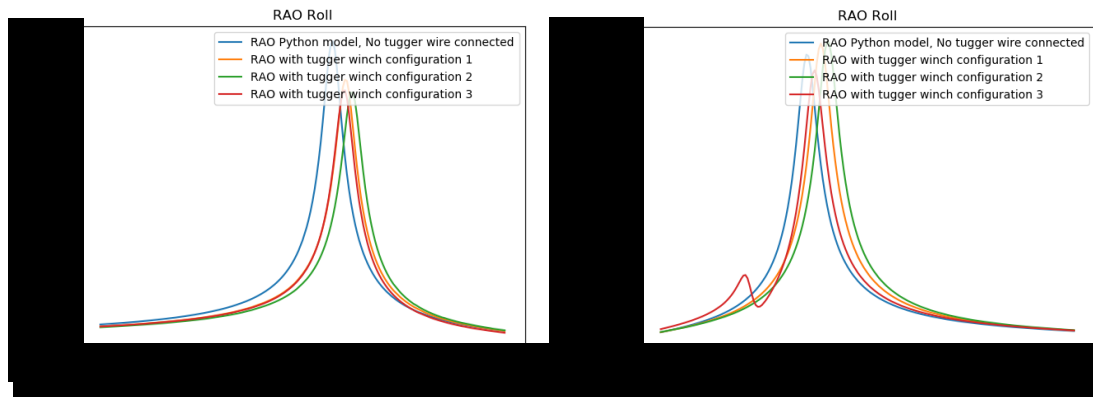 RAO Roll
RAO Python model, No tugger wire connected
RAO with tugger winch configuration 1
RAO with tugger winch configuration 2
RAO with tugger winch configuration 3
RAO Roll
RAO Python model, No tugger wire connected
RAO with tugger winch configuration 1
RAO with tugger winch configuration 2
RAO with tugger winch configuration 3